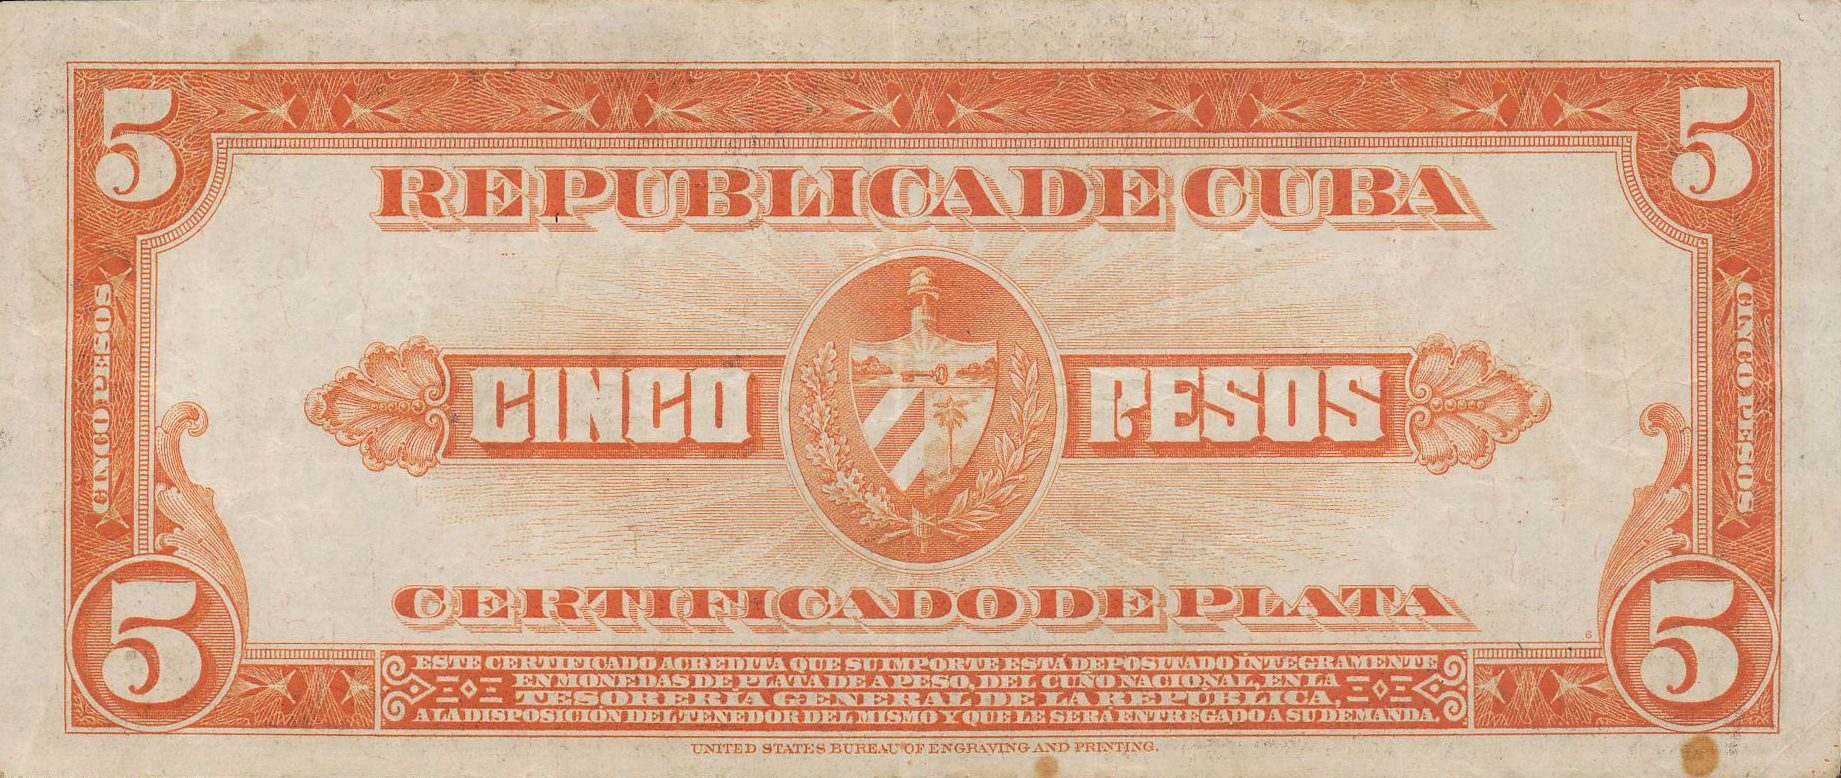 5 5
REPUBLICA DE CUBA
CINCO PESOS
CINCO PESOS
CINCO PESOS
CERTIFICADO DE PLATA
6
5 5
ESTE CERTIFICADO ACREDITA QUE SU IMPORTE ESTÁ DEPOSITADO ÍNTEGRAMENTE
EN MONEDAS DE PLATA DE A PESO, DEL CUÑO NACIONAL, EN LA
TESORERÍA GENERAL DE LA REPÚBLICA,
A LA DISPOSICIÓN DEL TENEDOR DEL MISMO Y QUE LE SERÁ ENTREGADO A SU DEMANDA.
UNITED STATES BUREAU OF ENGRAVING AND PRINTING.